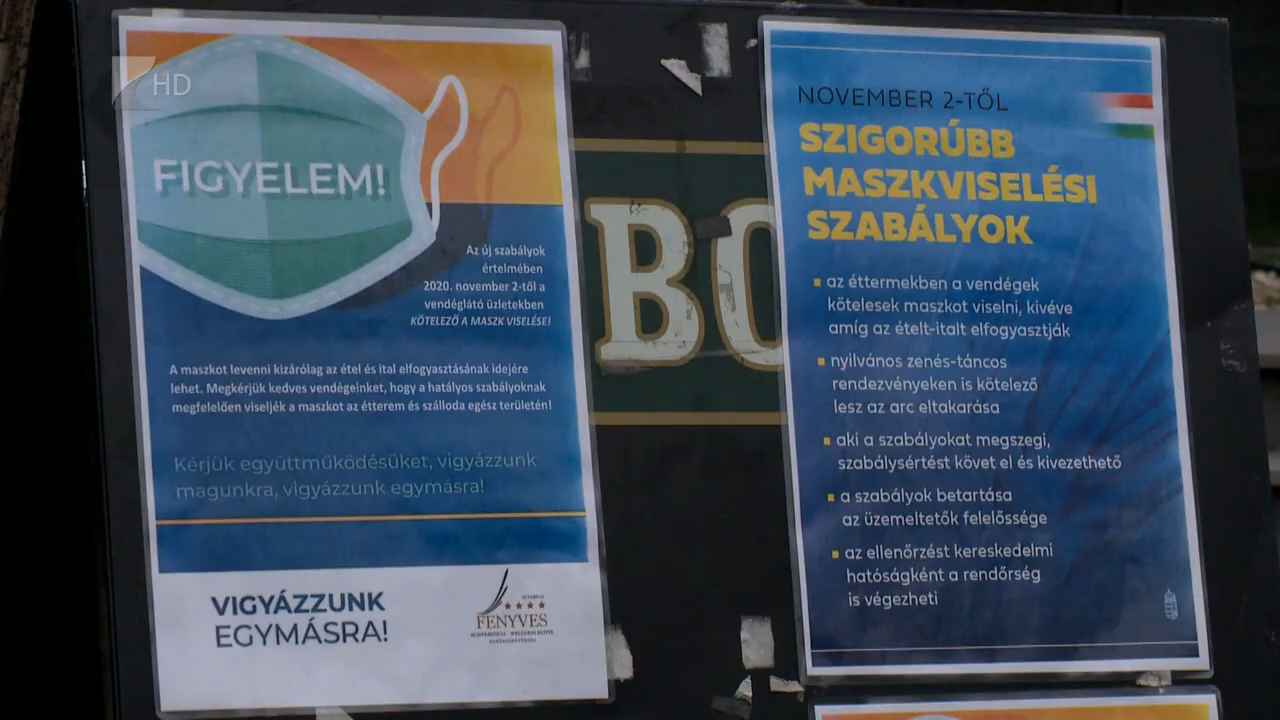 HD
FIGYELEM!
Az új szabályok
értelmében
2020. november 2-től a
vendéglátó üzletekben
KÖTELEZŐ A MASZK VISELÉSE!
A maszkot levenni kizárólag az étel és ital elfogyasztásának idejére
lehet. Megkérjük kedves vendégeinket, hogy a hatályos szabályoknak
megfelelően viseljék a maszkot az étterem és szálloda egész területén!
Kérjük együttműködésüket, vigyázzunk
magunkra, vigyázzunk egymásra!
VIGYÁZZUNK
EGYMÁSRA!
FENYVES
KONFERENCIA WELLNESS HOTEL
BO
NOVEMBER 2-TŐL
SZIGORÚBB
MASZKVISELÉSI
SZABÁLYOK
az éttermekben a vendégek
kötelesek maszkot viselni, kivéve
amíg az ételt-italt elfogyasztják
nyilvános zenés-táncos
rendezvényeken is kötelező
lesz az arc eltakarása
aki a szabályokat megszegi,
szabálysértést követ el és kivezethető
a szabályok betartása
az üzemeltetők felelőssége
az ellenőrzést kereskedelmi
hatóságként a rendőrség
is végezheti